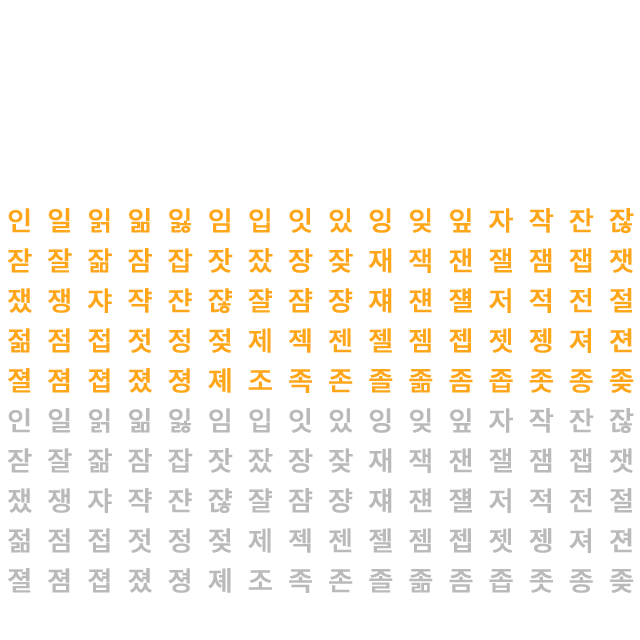 인 일 읽 읾 잃 임 입 잇 있 잉 잊 잎 자 작 잔 잖
잗 잘 잚 잠 잡 잣 잤 장 잦 재 잭 잰 잴 잼 잽 잿
쟀 쟁 쟈 쟉 쟌 쟎 쟐 쟘 쟝 쟤 쟨 쟬 저 적 전 절
젊 점 접 젓 정 젖 제 젝 젠 젤 젬 젭 젯 젱 져 젼
졀 졈 졉 졌 졍 졔 조 족 존 졸 졺 좀 좁 좃 종 좆
인 일 읽 읾 잃 임 입 잇 있 잉 잊 잎 자 작 잔 잖
잗 잘 잚 잠 잡 잣 잤 장 잦 재 잭 잰 잴 잼 잽 잿
쟀 쟁 쟈 쟉 쟌 쟎 쟐 쟘 쟝 쟤 쟨 쟬 저 적 전 절
젊 점 접 젓 정 젖 제 젝 젠 젤 젬 젭 젯 젱 져 젼
졀 졈 졉 졌 졍 졔 조 족 존 졸 졺 좀 좁 좃 종 좆